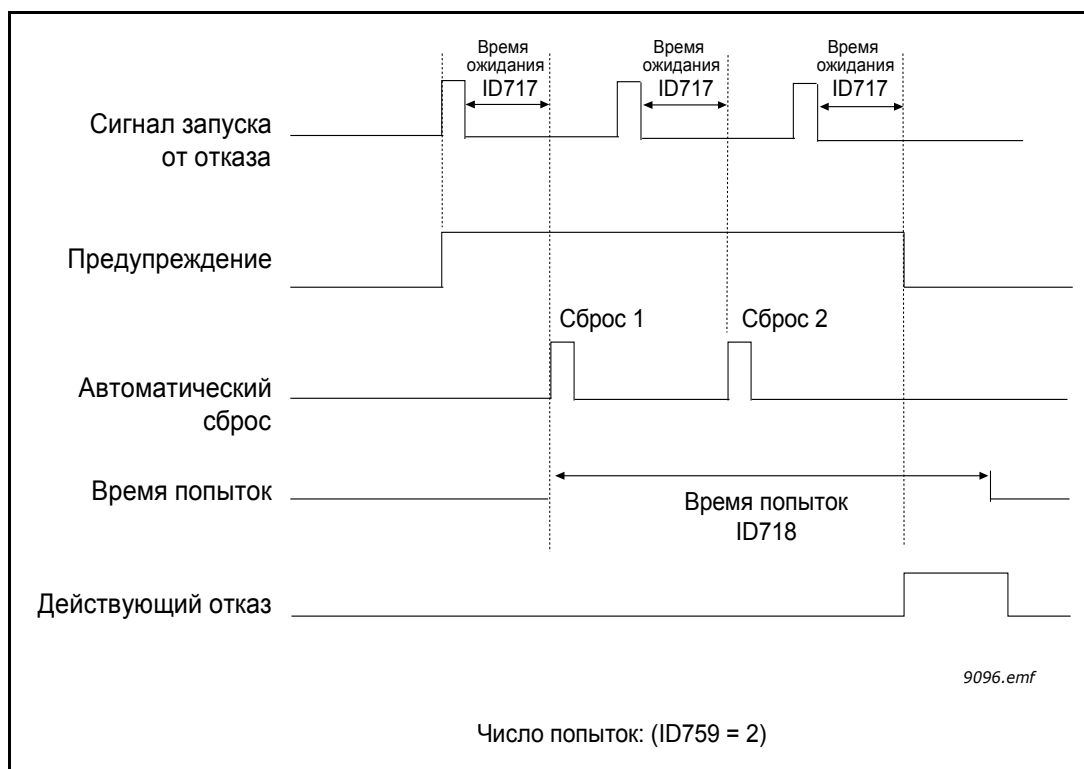 Время
ожидания
ID717
Время
ожидания
ID717
Время
ожидания
ID717
Сигнал запуска
от отказа
Предупреждение
Сброс 1
Сброс 2
Автоматический
сброс
Время попыток
Время попыток
ID718
Действующий отказ
9096.emf
Число попыток: (ID759 = 2)